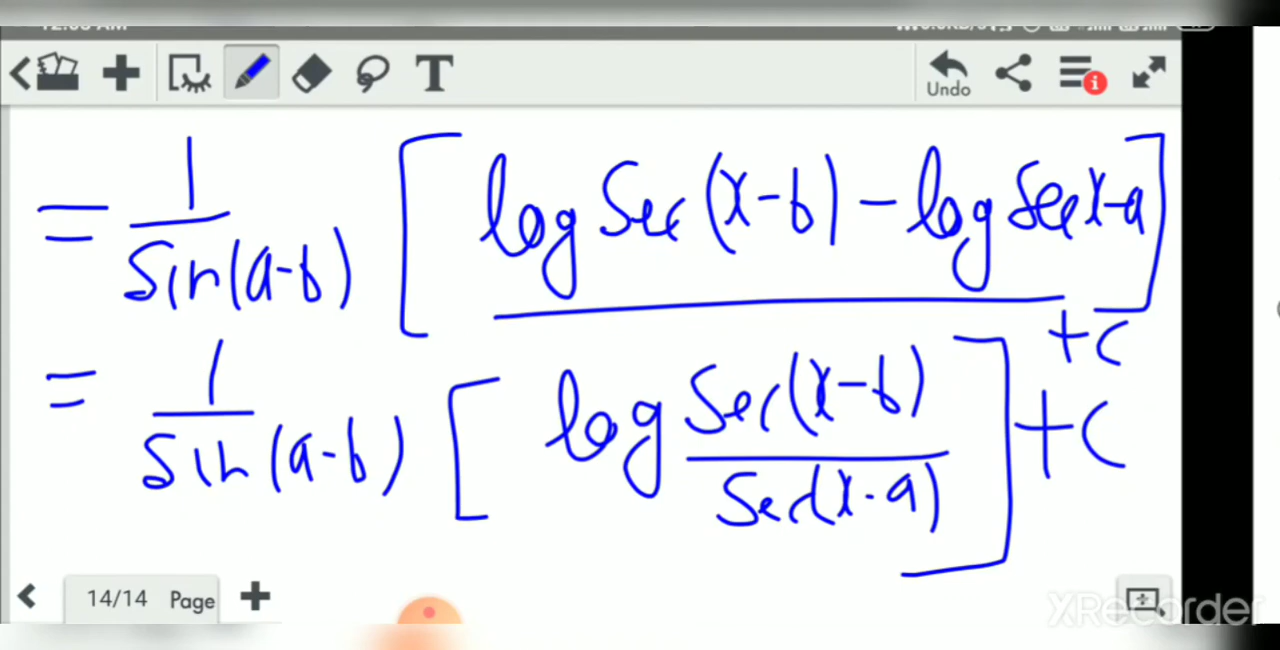 Undo
= 1/Sin(a-b) [log Sec(x-b) - log Sec x-a] + C
= 1/Sin(a-b) [log Sec(x-b)/Sec(x-a)] + C
14/14 Page
XRecorder